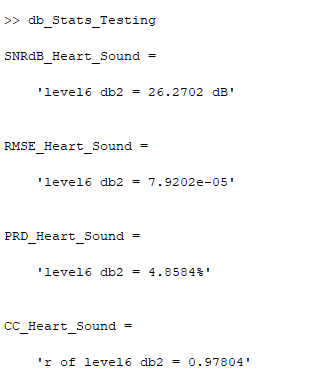 >> db_Stats_Testing
SNRdB_Heart_Sound =
'level6 db2 = 26.2702 dB'
RMSE_Heart_Sound =
'level6 db2 = 7.9202e-05'
PRD_Heart_Sound =
'level6 db2 = 4.8584%'
CC_Heart_Sound =
'r of level6 db2 = 0.97804'